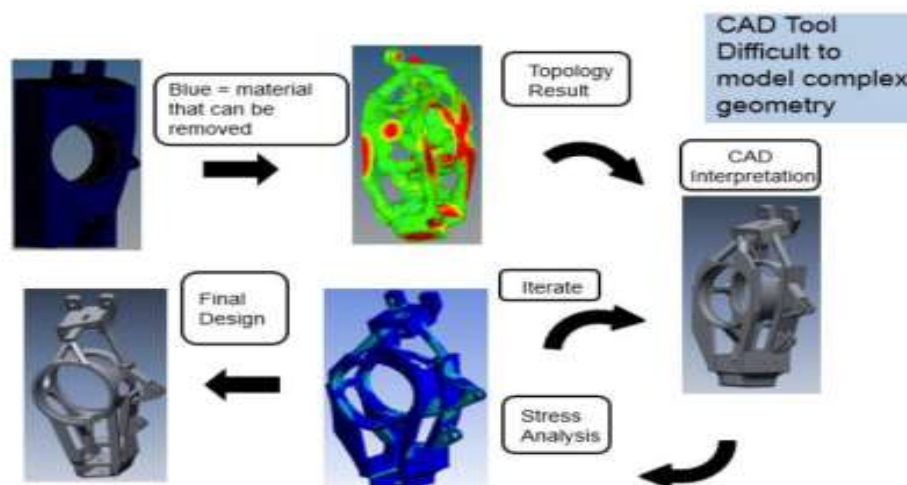 CAD Tool
Difficult to
model complex
geometry
Blue = material
that can be
removed
Topology
Result
CAD
Interpretation
Iterate
Final
Design
Stress
Analysis